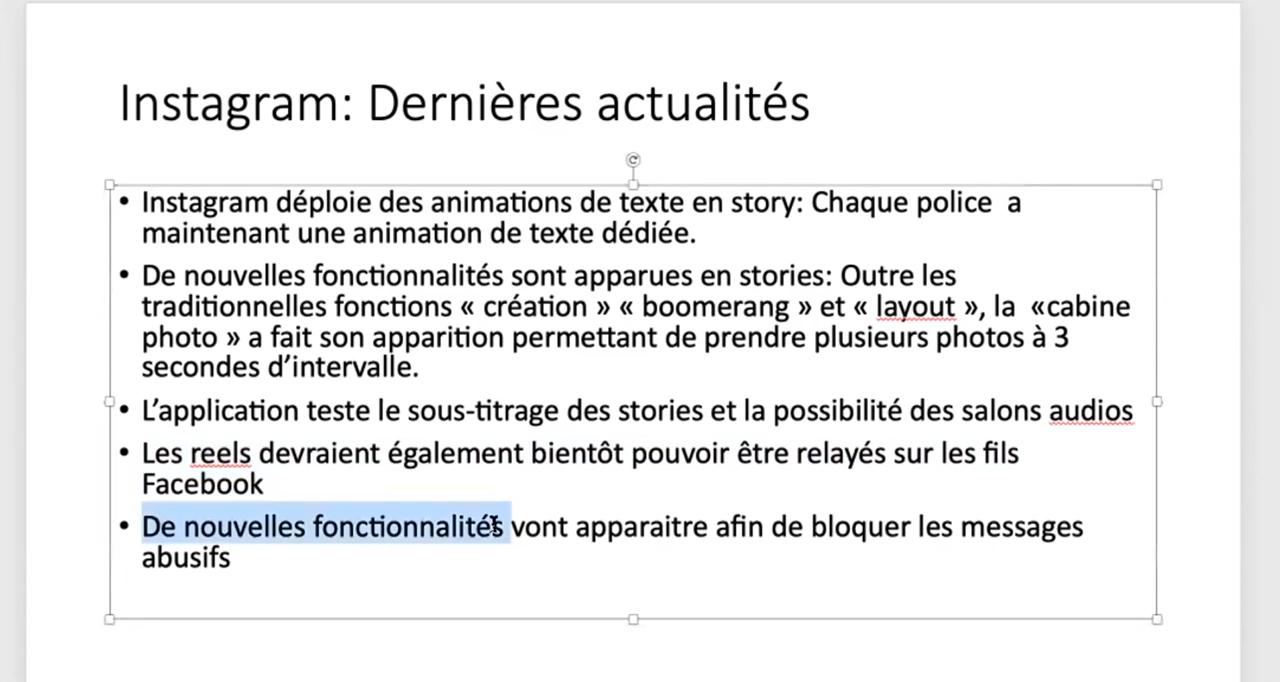 Instagram: Dernières actualités
• Instagram déploie des animations de texte en story: Chaque police  a
maintenant une animation de texte dédiée.
• De nouvelles fonctionnalités sont apparues en stories: Outre les
traditionnelles fonctions « création » « boomerang » et « layout », la  «cabine
photo » a fait son apparition permettant de prendre plusieurs photos à 3
secondes d’intervalle.
• L’application teste le sous-titrage des stories et la possibilité des salons audios
• Les reels devraient également bientôt pouvoir être relayés sur les fils
Facebook
• De nouvelles fonctionnalités vont apparaitre afin de bloquer les messages
abusifs